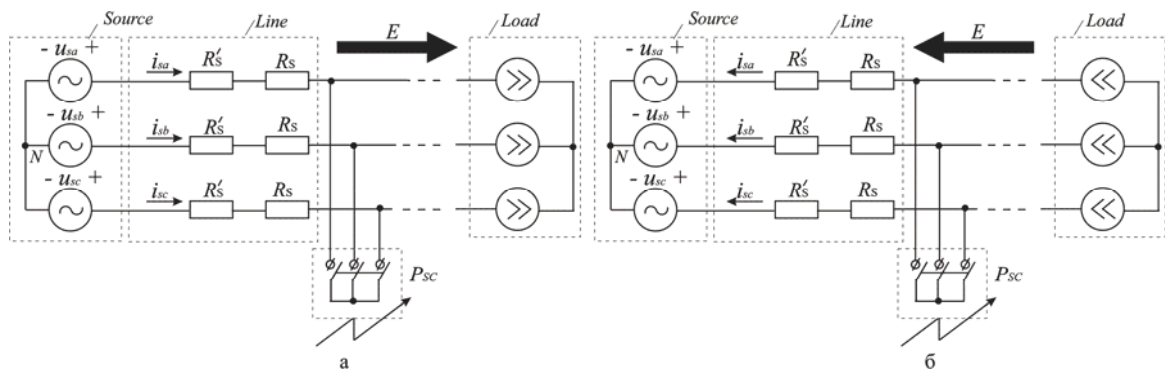 Source Line E Load
- usa +
isa R's Rs
- usb +
isb R's Rs
N
- usc +
isc R's Rs
PSC
а
Source Line E Load
- usa +
isa R's Rs
- usb +
isb R's Rs
N
- usc +
isc R's Rs
PSC
б